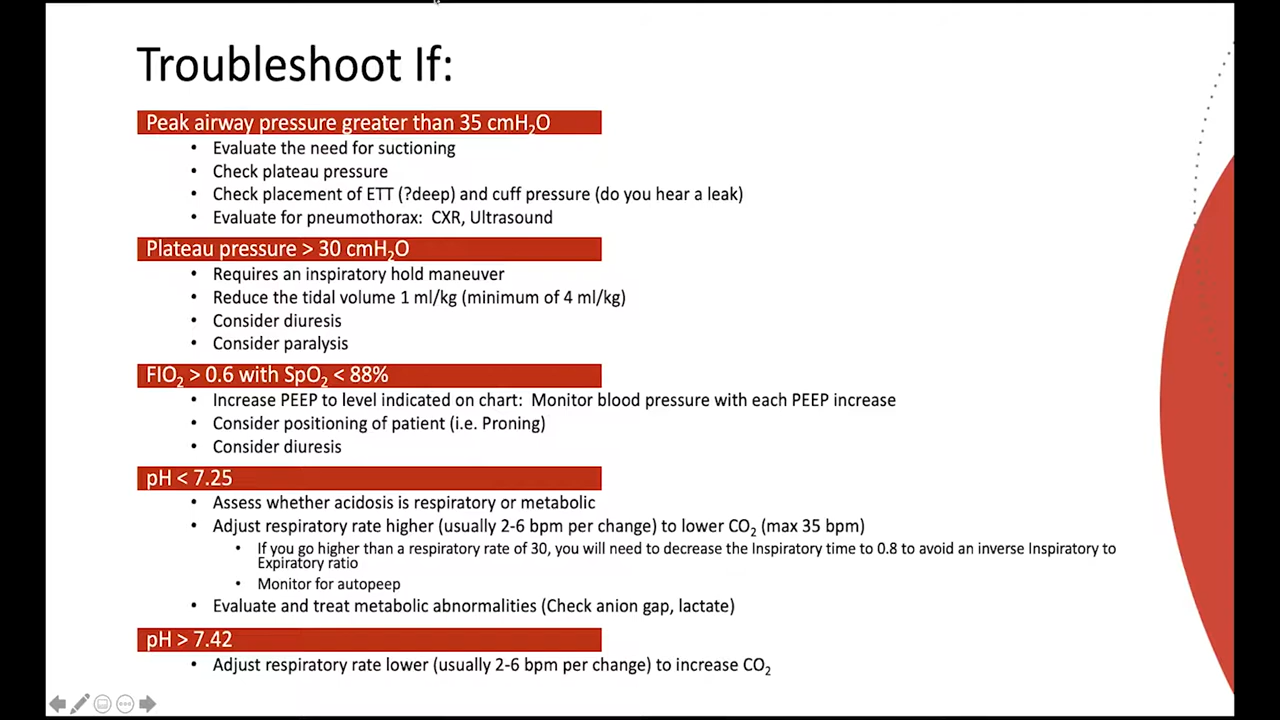 Troubleshoot If:
Peak airway pressure greater than 35 cmH₂O
• Evaluate the need for suctioning
• Check plateau pressure
• Check placement of ETT (?deep) and cuff pressure (do you hear a leak)
• Evaluate for pneumothorax: CXR, Ultrasound
Plateau pressure > 30 cmH₂O
• Requires an inspiratory hold maneuver
• Reduce the tidal volume 1 ml/kg (minimum of 4 ml/kg)
• Consider diuresis
• Consider paralysis
FIO₂ > 0.6 with SpO₂ < 88%
• Increase PEEP to level indicated on chart: Monitor blood pressure with each PEEP increase
• Consider positioning of patient (i.e. Proning)
• Consider diuresis
pH < 7.25
• Assess whether acidosis is respiratory or metabolic
• Adjust respiratory rate higher (usually 2-6 bpm per change) to lower CO₂ (max 35 bpm)
• If you go higher than a respiratory rate of 30, you will need to decrease the Inspiratory time to 0.8 to avoid an inverse Inspiratory to
Expiratory ratio
• Monitor for autopeep
• Evaluate and treat metabolic abnormalities (Check anion gap, lactate)
pH > 7.42
• Adjust respiratory rate lower (usually 2-6 bpm per change) to increase CO₂